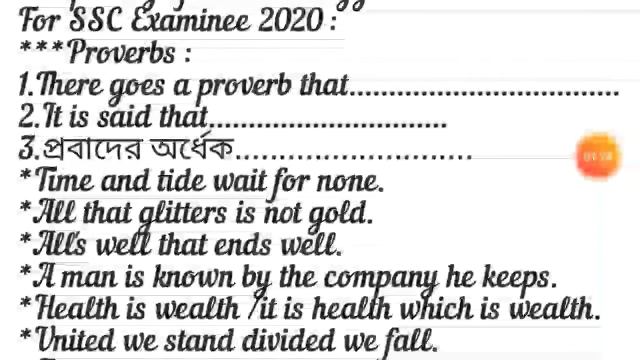 For SSC Examinee 2020 :
***Proverbs :
1.There goes a proverb that..................................
2.It is said that..............................
3.প্রবাদের অর্ধেক..............................
*Time and tide wait for none.
*All that glitters is not gold.
*All's well that ends well.
*A man is known by the company he keeps.
*Health is wealth /it is health which is wealth.
*United we stand divided we fall.